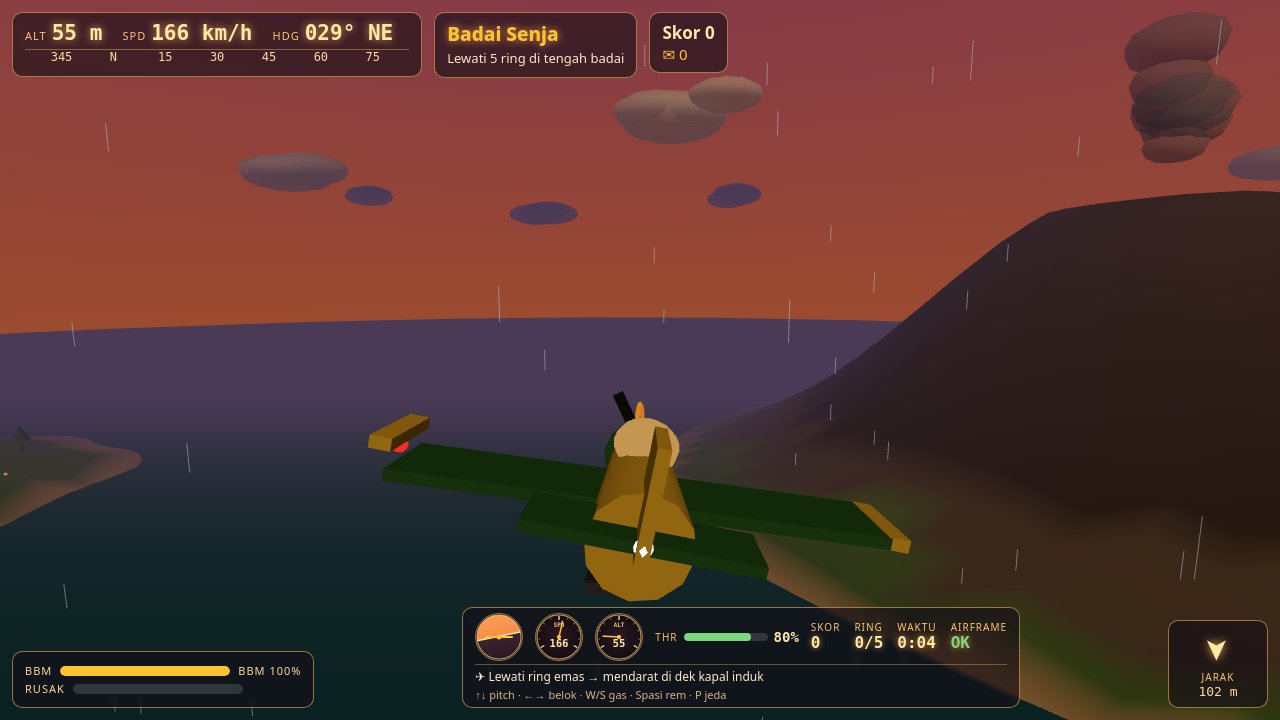 ALT 55 m SPD 166 km/h HDG 029° NE
345 N 15 30 45 60 75
Badai Senja
Lewati 5 ring di tengah badai
Skor 0
✉ 0
BBM BBM 100%
RUSAK
SPD 166
ALT 55
THR 80%
SKOR RING WAKTU AIRFRAME
0 0/5 0:04 OK
✈ Lewati ring emas → mendarat di dek kapal induk
↑↓ pitch · ←→ belok · W/S gas · Spasi rem · P jeda
JARAK
102 m